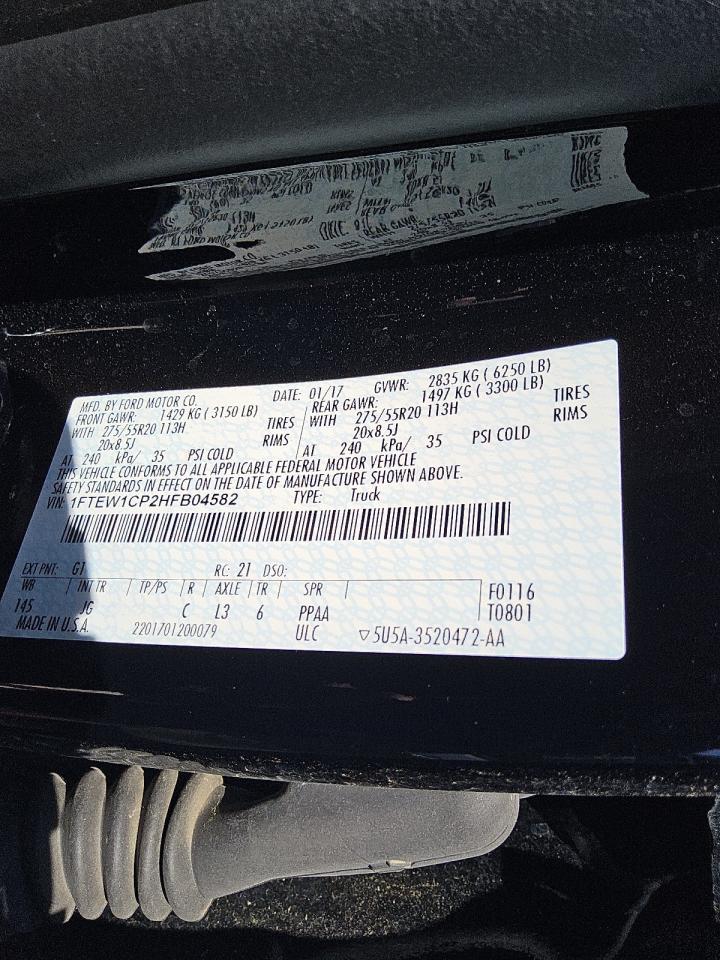 MFD. BY FORD MOTOR CO. DATE: 01/17 GVWR: 2835 KG ( 6250 LB)
FRONT GAWR: 1429 KG ( 3150 LB) REAR GAWR: 1497 KG ( 3300 LB)
WITH 275/55R20 113H TIRES WITH 275/55R20 113H TIRES
20x8.5J RIMS 20x8.5J RIMS
AT 240 kPa/ 35 PSI COLD AT 240 kPa/ 35 PSI COLD
THIS VEHICLE CONFORMS TO ALL APPLICABLE FEDERAL MOTOR VEHICLE
SAFETY STANDARDS IN EFFECT ON THE DATE OF MANUFACTURE SHOWN ABOVE.
VIN: 1FTEW1CP2HFB04582 TYPE: Truck
EXT PNT: G1 RC: 21 DSO:
WB INT TR TP/PS R AXLE TR SPR F0116
145 JG C L3 6 PPAA T0801
MADE IN U.S.A. 2201701200079 ULC ▽5U5A-3520472-AA